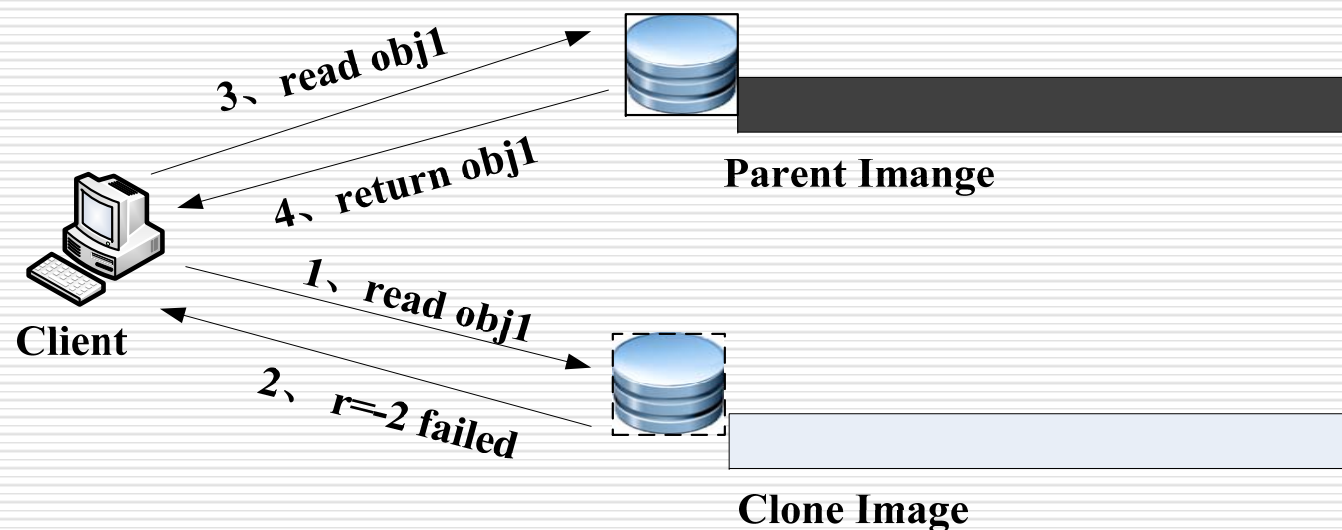 3、read obj1
Parent Imange
4、return obj1
1、read obj1
Client
2、 r=-2 failed
Clone Image